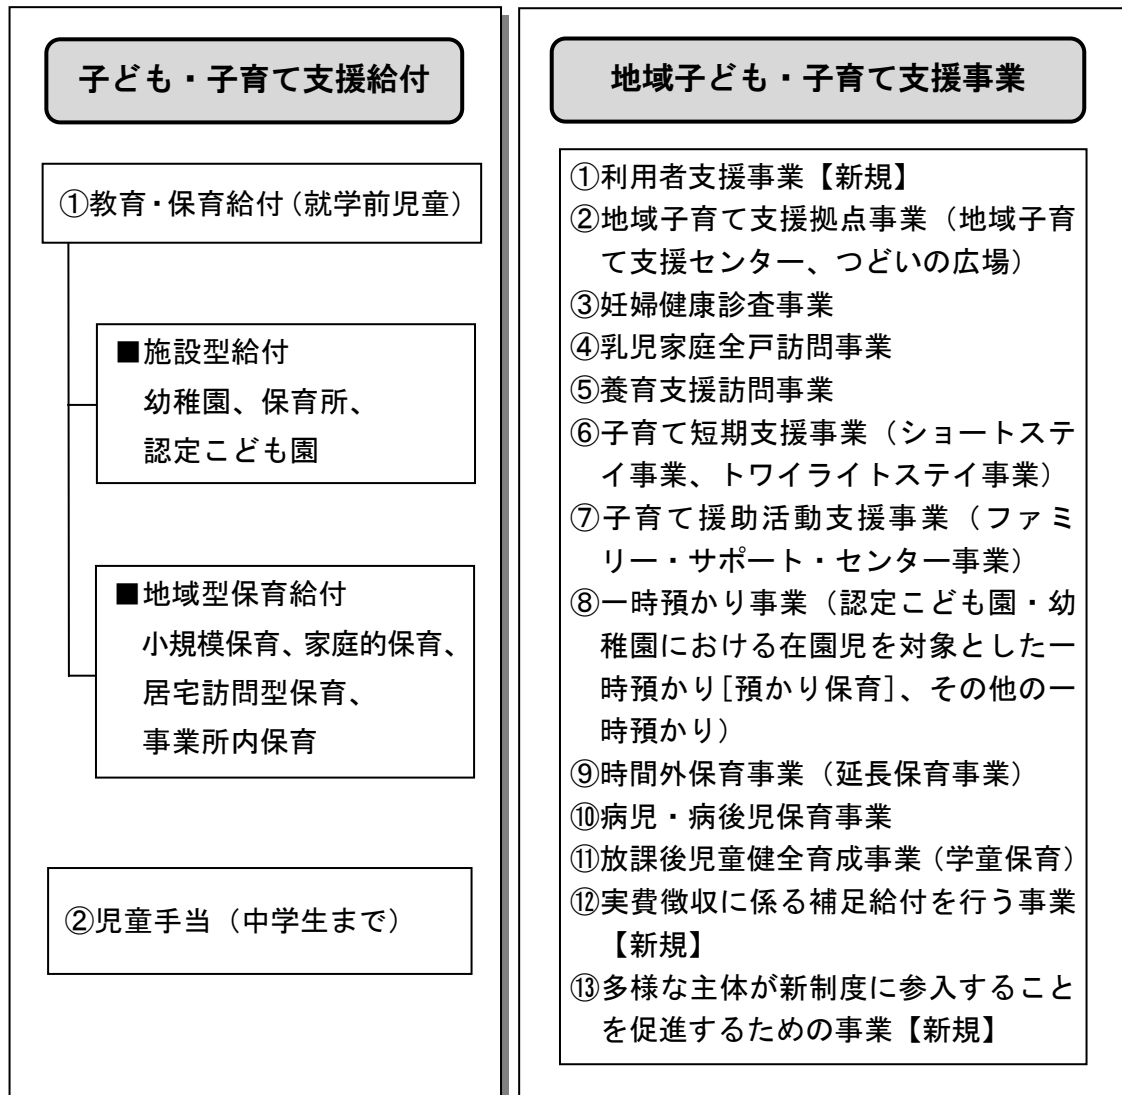 子ども・子育て支援給付
①教育・保育給付（就学前児童）
■施設型給付
幼稚園、保育所、
認定こども園
■地域型保育給付
小規模保育、家庭的保育、
居宅訪問型保育、
事業所内保育
②児童手当（中学生まで）
地域子ども・子育て支援事業
①利用者支援事業【新規】
②地域子育て支援拠点事業（地域子育
て支援センター、つどいの広場）
③妊婦健康診査事業
④乳児家庭全戸訪問事業
⑤養育支援訪問事業
⑥子育て短期支援事業（ショートステ
イ事業、トワイライトステイ事業）
⑦子育て援助活動支援事業（ファミ
リー・サポート・センター事業）
⑧一時預かり事業（認定こども園・幼
稚園における在園児を対象とした一
時預かり[預かり保育]、その他の一
時預かり）
⑨時間外保育事業（延長保育事業）
⑩病児・病後児保育事業
⑪放課後児童健全育成事業（学童保育）
⑫実費徴収に係る補足給付を行う事業
【新規】
⑬多様な主体が新制度に参入すること
を促進するための事業【新規】